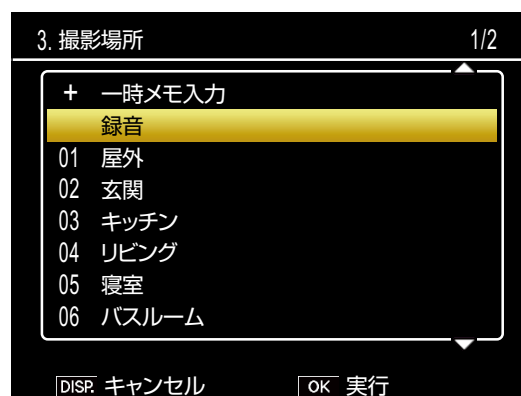 3. 撮影場所 1/2
+ 一時メモ入力
録音
01 屋外
02 玄関
03 キッチン
04 リビング
05 寝室
06 バスルーム
DISP. キャンセル OK 実行